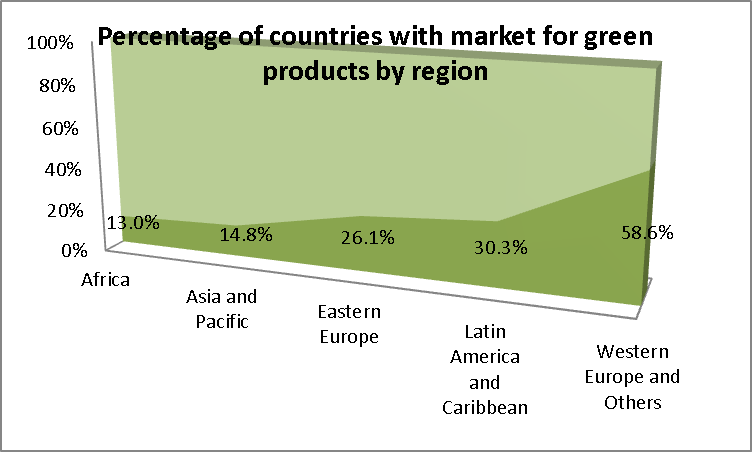 Percentage of countries with market for green
products by region
100%
80%
60%
40%
20%
0%
13.0%
14.8%
26.1%
30.3%
58.6%
Africa
Asia and
Pacific
Eastern
Europe
Latin
America
and
Caribbean
Western
Europe and
Others